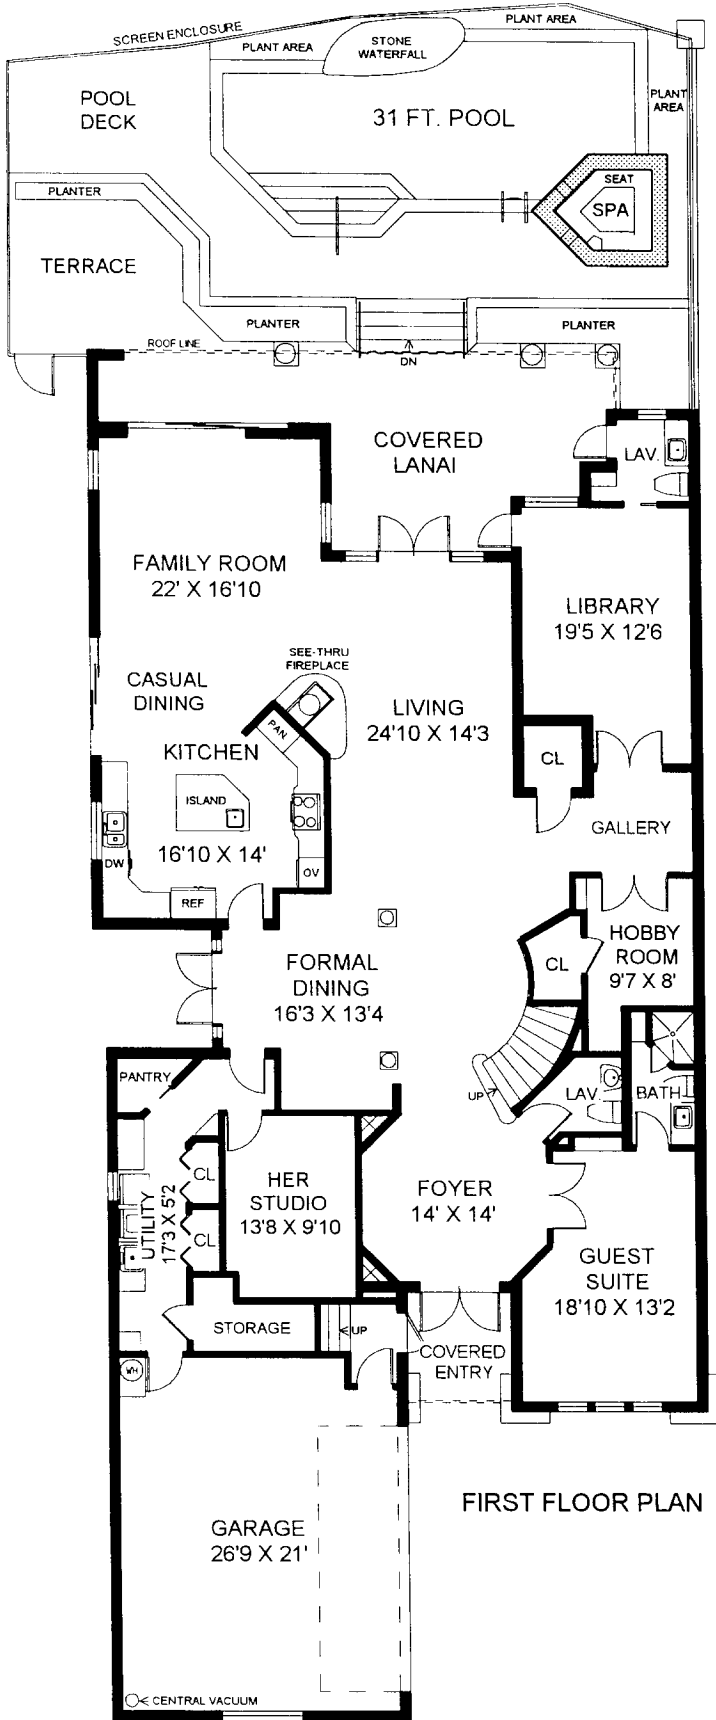 SCREEN ENCLOSURE
PLANT AREA
PLANT AREA
STONE
WATERFALL
POOL
DECK
31 FT. POOL
PLANT
AREA
PLANTER
SEAT
SPA
TERRACE
PLANTER
PLANTER
ROOF LINE
DN
COVERED
LANAI
LAV.
FAMILY ROOM
22' X 16'10
LIBRARY
19'5 X 12'6
SEE-THRU
FIREPLACE
CASUAL
DINING
LIVING
24'10 X 14'3
PAN
KITCHEN
CL
ISLAND
GALLERY
16'10 X 14'
DW
OV
REF
HOBBY
ROOM
9'7 X 8'
CL
FORMAL
DINING
16'3 X 13'4
PANTRY
UP
LAV.
BATH
CL
HER
STUDIO
13'8 X 9'10
FOYER
14' X 14'
UTILITY
17'3 X 5'2
CL
GUEST
SUITE
18'10 X 13'2
STORAGE
UP
COVERED
ENTRY
WH
FIRST FLOOR PLAN
GARAGE
26'9 X 21'
CENTRAL VACUUM